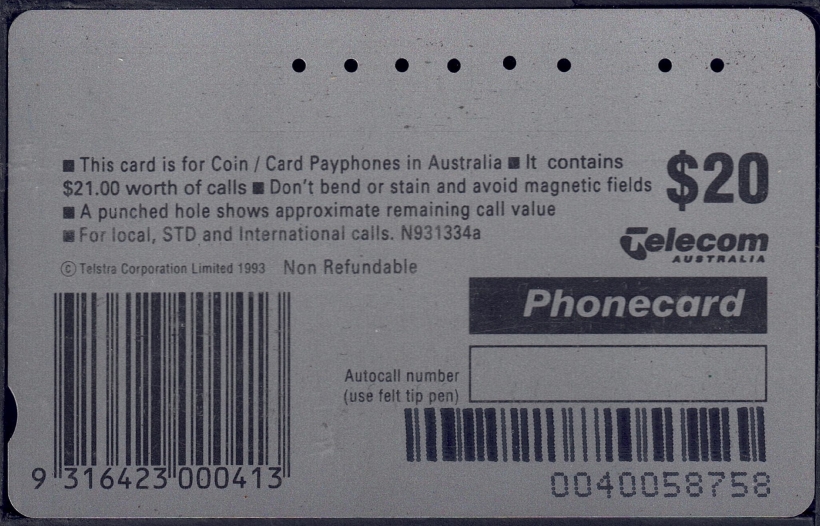 ■ This card is for Coin / Card Payphones in Australia ■ It contains
$21.00 worth of calls ■ Don't bend or stain and avoid magnetic fields
■ A punched hole shows approximate remaining call value
■ For local, STD and International calls. N931334a
$20
Telecom
AUSTRALIA
© Telstra Corporation Limited 1993 Non Refundable
Phonecard
Autocall number
(use felt tip pen)
9 316423 000413
0040058758